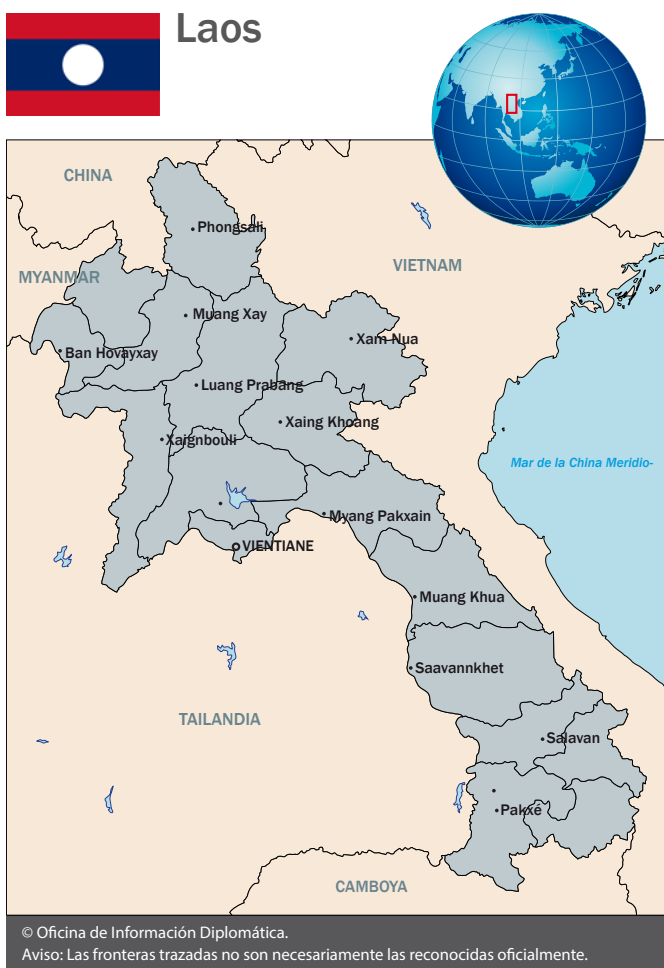 Laos
CHINA
Phongsali
VIETNAM
MYANMAR
Muang Xay
Xam Nua
Ban Hovayxay
Luang Prabang
Xaing Khoang
Xaignbouli
Mar de la China Meridio-
Myang Pakxain
VIENTIANE
Muang Khua
Saavannkhet
TAILANDIA
Salavan
Pakxé
CAMBOYA
© Oficina de Información Diplomática.
Aviso: Las fronteras trazadas no son necesariamente las reconocidas oficialmente.